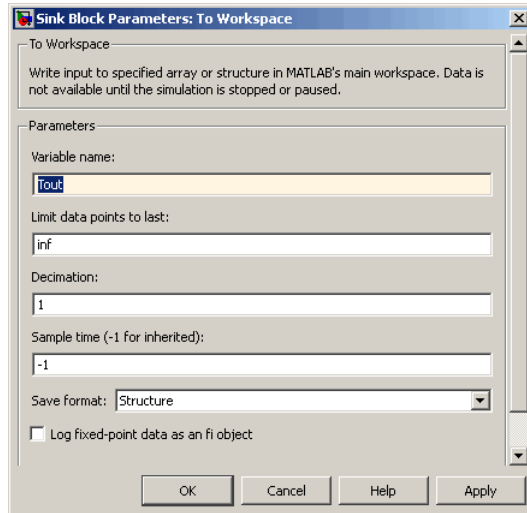 Sink Block Parameters: To Workspace
To Workspace
Write input to specified array or structure in MATLAB's main workspace. Data is
not available until the simulation is stopped or paused.
Parameters
Variable name:
Tout
Limit data points to last:
inf
Decimation:
1
Sample time (-1 for inherited):
-1
Save format: Structure
Log fixed-point data as an fi object
OK Cancel Help Apply